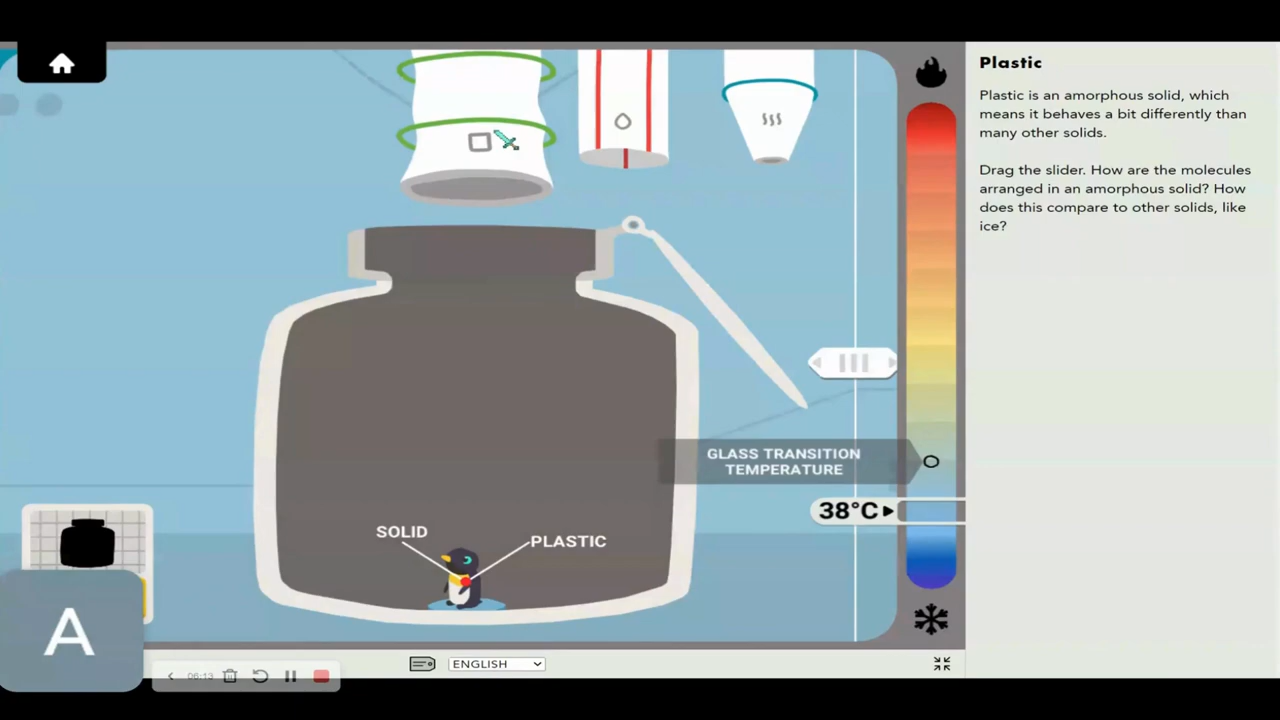 Plastic
Plastic is an amorphous solid, which
means it behaves a bit differently than
many other solids.
Drag the slider. How are the molecules
arranged in an amorphous solid? How
does this compare to other solids, like
ice?
GLASS TRANSITION
TEMPERATURE
38°C
SOLID
PLASTIC
A
ENGLISH
06:13